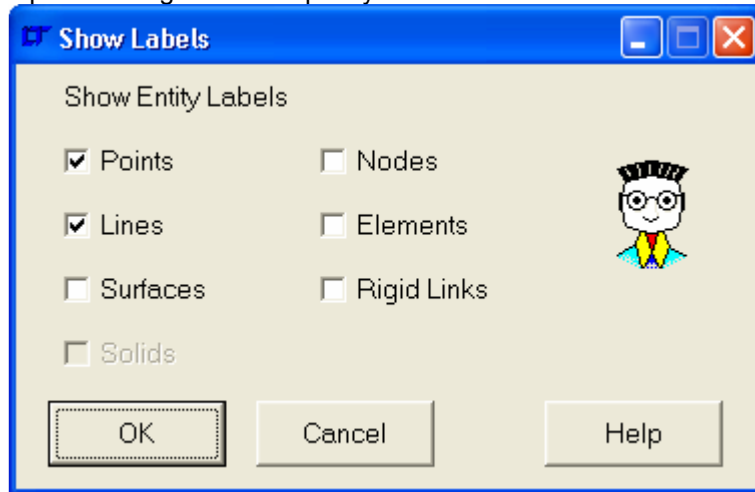 Show Labels
Show Entity Labels
Points
Nodes
Lines
Elements
Surfaces
Rigid Links
Solids
OK
Cancel
Help